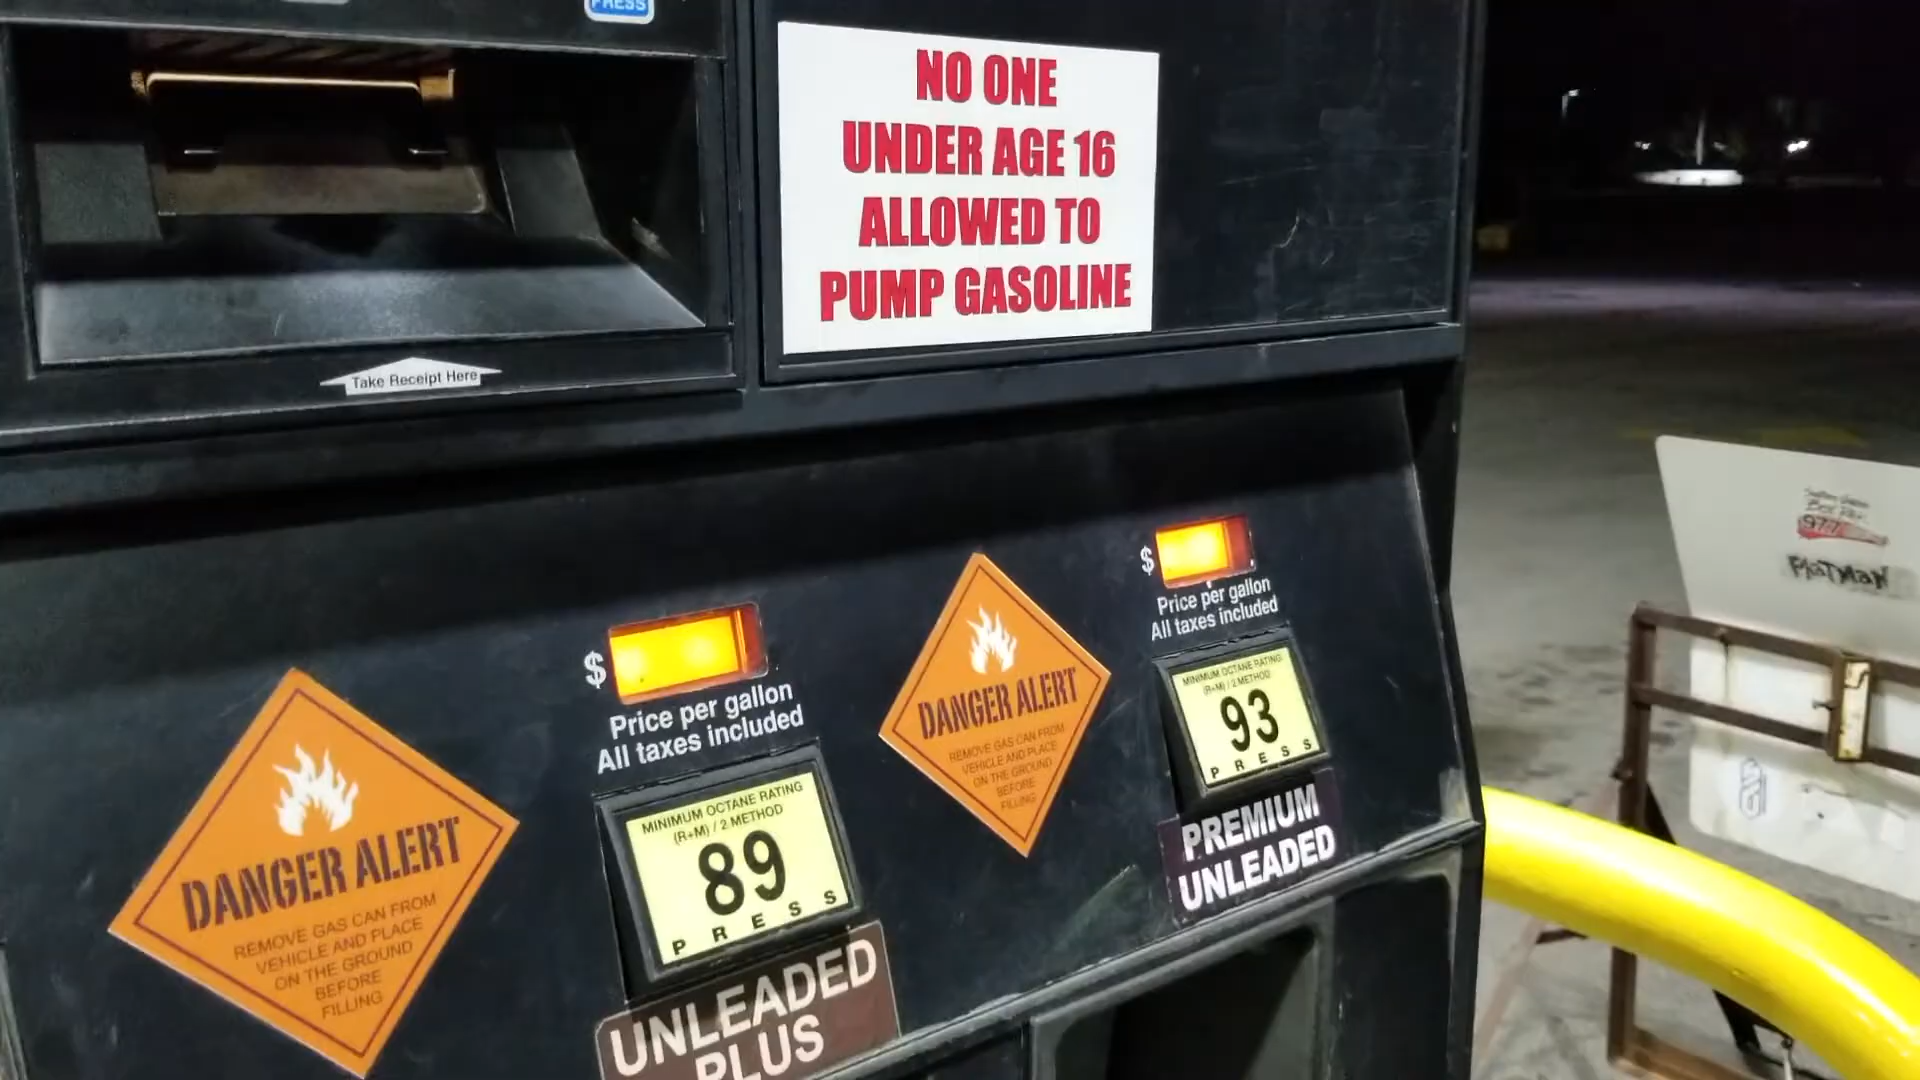 PRESS
NO ONE
UNDER AGE 16
ALLOWED TO
PUMP GASOLINE
Take Receipt Here
$
Price per gallon
All taxes included
MINIMUM OCTANE RATING
(R+M) / 2 METHOD
93
PRESS
PREMIUM
UNLEADED
DANGER ALERT
REMOVE GAS CAN FROM
VEHICLE AND PLACE
ON THE GROUND
BEFORE
FILLING
$
Price per gallon
All taxes included
MINIMUM OCTANE RATING
(R+M) / 2 METHOD
89
PRESS
UNLEADED
PLUS
DANGER ALERT
REMOVE GAS CAN FROM
VEHICLE AND PLACE
ON THE GROUND
BEFORE
FILLING